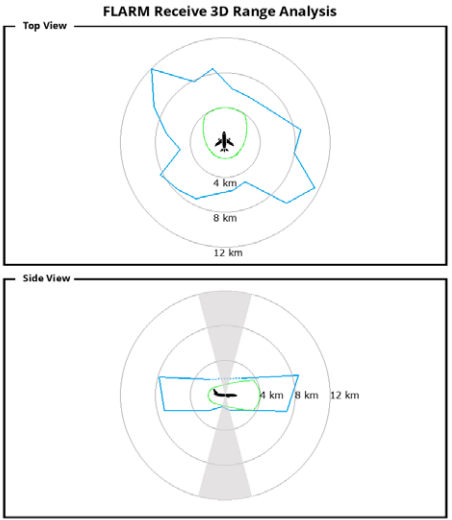 FLARM Receive 3D Range Analysis
Top View
4 km
8 km
12 km
Side View
4 km 8 km 12 km